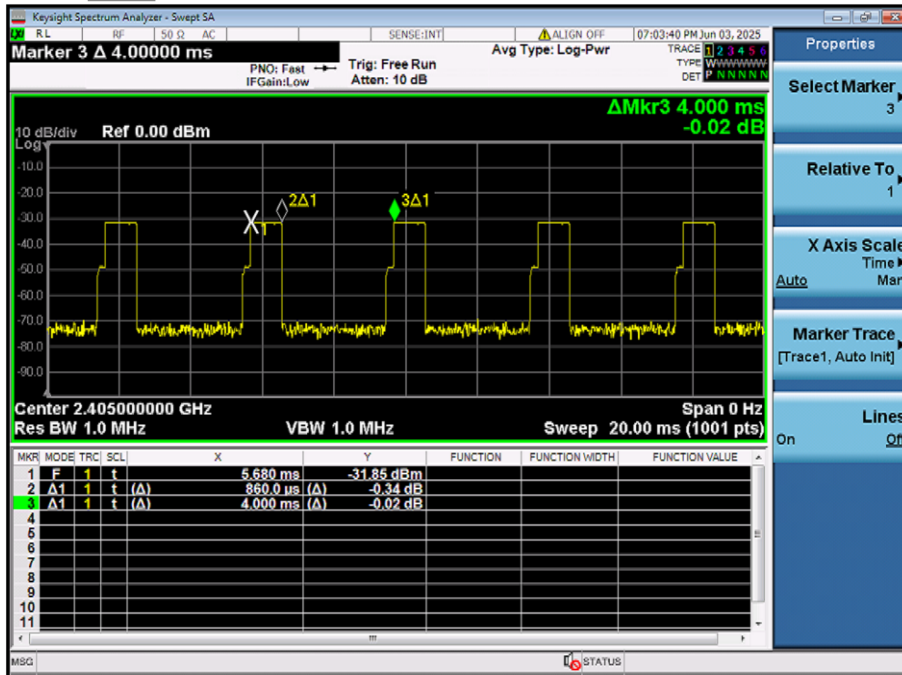 Keysight Spectrum Analyzer - Swept SA
LXI RL RF 50 Ω AC SENSE:INT ALIGN OFF 07:03:40 PM Jun 03, 2025
Marker 3 Δ 4.00000 ms
PNO: Fast
IFGain:Low
Trig: Free Run
Atten: 10 dB
Avg Type: Log-Pwr
TRACE 1 2 3 4 5 6
TYPE WWWWWW
DET P N N N N N
ΔMkr3 4.000 ms
-0.02 dB
10 dB/div Ref 0.00 dBm
Log
-10.0
-20.0
-30.0
-40.0
-50.0
-60.0
-70.0
-80.0
-90.0
X1
2Δ1
3Δ1
Center 2.405000000 GHz Span 0 Hz
Res BW 1.0 MHz VBW 1.0 MHz Sweep 20.00 ms (1001 pts)
MKR MODE TRC SCL X Y FUNCTION FUNCTION WIDTH FUNCTION VALUE
1 F 1 t 5.680 ms -31.85 dBm
2 Δ1 1 t (Δ) 860.0 µs (Δ) -0.34 dB
3 Δ1 1 t (Δ) 4.000 ms (Δ) -0.02 dB
4
5
6
7
8
9
10
11
MSG STATUS
Properties
Select Marker
3
Relative To
1
X Axis Scale
Time
Auto Man
Marker Trace
[Trace1, Auto Init]
Lines
On Off